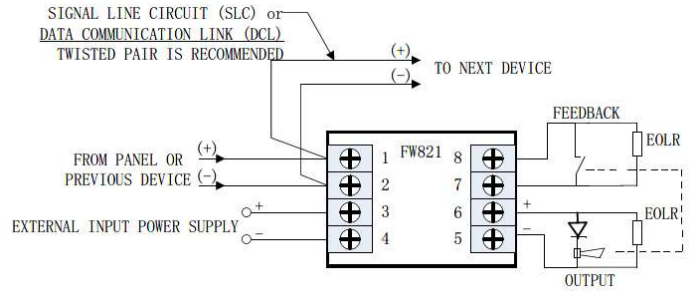 SIGNAL LINE CIRCUIT (SLC) or
DATA COMMUNICATION LINK (DCL)
TWISTED PAIR IS RECOMMENDED
(+)
(-)
TO NEXT DEVICE
FROM PANEL OR
PREVIOUS DEVICE
(+)
(-)
EXTERNAL INPUT POWER SUPPLY
+
-
FW821
1
2
3
4
8
7
6
5
FEEDBACK
EOLR
+
-
EOLR
OUTPUT